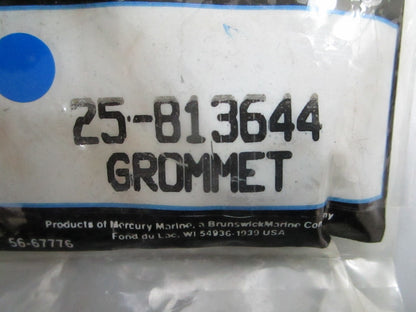 25-813644
GROMMET
Products of Mercury Marine, a Brunswick Marine Company
Fond du Lac, WI 54936-1939 USA
56-67776